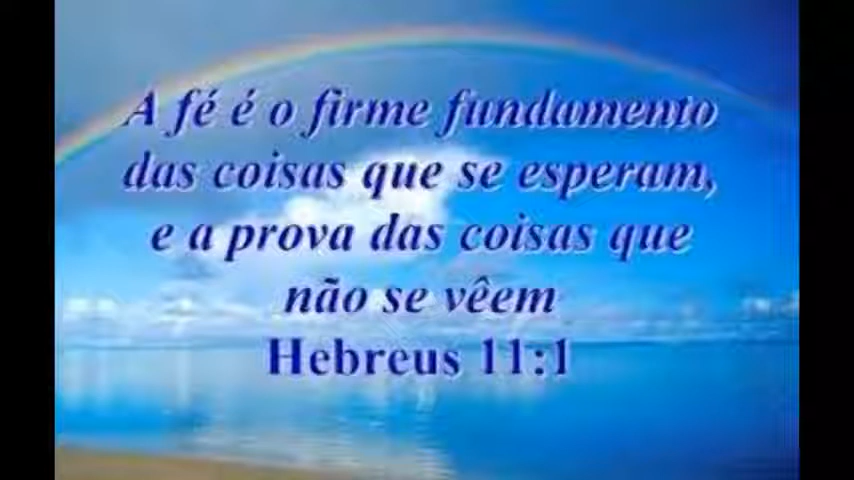 A fé é o firme fundamento
das coisas que se esperam,
e a prova das coisas que
não se vêem
Hebreus 11:1